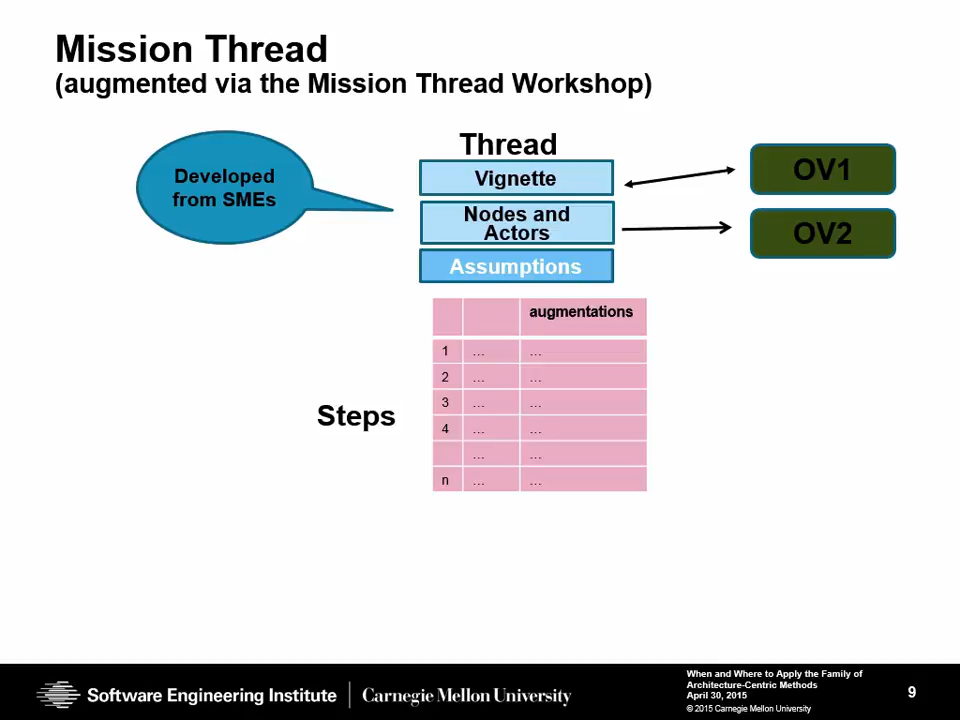 Mission Thread
(augmented via the Mission Thread Workshop)
Developed
from SMEs
Thread
Vignette
Nodes and
Actors
Assumptions
OV1
OV2
Steps
augmentations
1 ... ...
2 ... ...
3 ... ...
4 ... ...
... ...
n ... ...
Software Engineering Institute
Carnegie Mellon University
When and Where to Apply the Family of
Architecture-Centric Methods
April 30, 2015
© 2015 Carnegie Mellon University
9